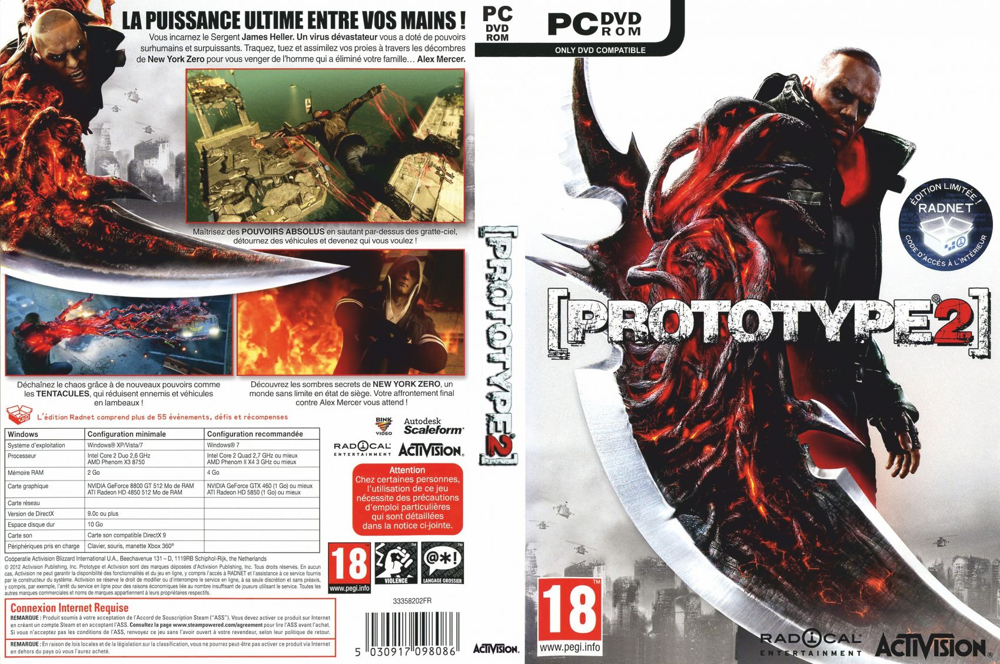 LA PUISSANCE ULTIME ENTRE VOS MAINS !
Vous incarnez le Sergent James Heller. Un virus dévastateur vous a doté de pouvoirs
surhumains et surpuissants. Traquez, tuez et assimilez vos proies à travers les décombres
de New York Zero pour vous venger de l'homme qui a éliminé votre famille… Alex Mercer.
Maîtrisez des POUVOIRS ABSOLUS en sautant par-dessus des gratte-ciel,
détournez des véhicules et devenez qui vous voulez !
Déchaînez le chaos grâce à de nouveaux pouvoirs comme
les TENTACULES, qui réduisent ennemis et véhicules
en lambeaux !
Découvrez les sombres secrets de NEW YORK ZERO, un
monde sans limite en état de siège. Votre affrontement final
contre Alex Mercer vous attend !
L'édition Radnet comprend plus de 55 évènements, défis et récompenses
Windows Configuration minimale Configuration recommandée
Système d'exploitation Windows® XP/Vista/7 Windows® 7
Processeur Intel Core 2 Duo 2,6 GHz Intel Core 2 Quad 2,7 GHz ou mieux
AMD Phenom X3 8750 AMD Phenom II X4 3 GHz ou mieux
Mémoire RAM 2 Go 4 Go
Carte graphique NVIDIA GeForce 8800 GT 512 Mo de RAM NVIDIA GeForce GTX 460 (1 Go) ou mieux
ATI Radeon HD 4850 512 Mo de RAM ATI Radeon HD 5850 (1 Go) ou mieux
Carte réseau
Version de DirectX 9.0c ou plus
Espace disque dur 10 Go
Carte son Carte son compatible DirectX 9
Périphériques pris en charge Clavier, souris, manette Xbox 360®
BINK
VIDEO
Autodesk
Scaleform®
RADICAL
ENTERTAINMENT
ACTIVISION®
Attention
Chez certaines personnes,
l'utilisation de ce jeu
nécessite des précautions
d'emploi particulières
qui sont détaillées
dans la notice ci-jointe.
18
www.pegi.info
VIOLENCE
@*!
LANGAGE GROSSIER
Coöperatie Activision Blizzard International U.A., Beechavenue 131 – D, 1119RB Schiphol-Rijk, the Netherlands
© 2012 Activision Publishing, Inc. Prototype et Activision sont des marques déposées d'Activision Publishing, Inc. Tous droits réservés. En aucun
cas, Activision ne peut garantir la disponibilité des fonctionnalités et du jeu en ligne, y compris l'accès à RADNET et l'assistance à ce service fournis
par le constructeur du système. Activision se réserve le droit de modifier ou d'interrompre le service en ligne, à sa seule discrétion et sans préavis,
y compris, par exemple, l'arrêt du service en ligne pour des raisons économiques liée au nombre insuffisant de joueurs utilisant le service. Toutes les
autres marques commerciales et noms de marques appartiennent à leurs propriétaires respectifs.
Connexion Internet Requise
REMARQUE : Produit soumis à votre acceptation de l'Accord de Souscription Steam ("ASS"). Vous devez activer ce produit sur Internet
en créant un compte Steam et en acceptant l'ASS. Consultez la page www.steampowered.com/agreement pour lire l'ASS avant l'achat.
Si vous n'acceptez pas les conditions de l'ASS, renvoyez ce jeu sans l'avoir ouvert à votre revendeur, selon leur politique de retour.
REMARQUE : En raison de lois locales et de la législation sur la classification, vous ne pourrez peut-être pas activer ce produit via Internet
en dehors du pays où vous l'aurez acheté.
33358202FR
5 030917 098086
PC
DVD
ROM
[PROTOTYPE®2]
ACTIVISION®
PC DVD
ROM
ONLY DVD COMPATIBLE
ÉDITION LIMITÉE !
RADNET
CODE D'ACCÈS À L'INTÉRIEUR
[PROTOTYPE®2]
18™
www.pegi.info
RADICAL
ENTERTAINMENT
ACTIVISION®